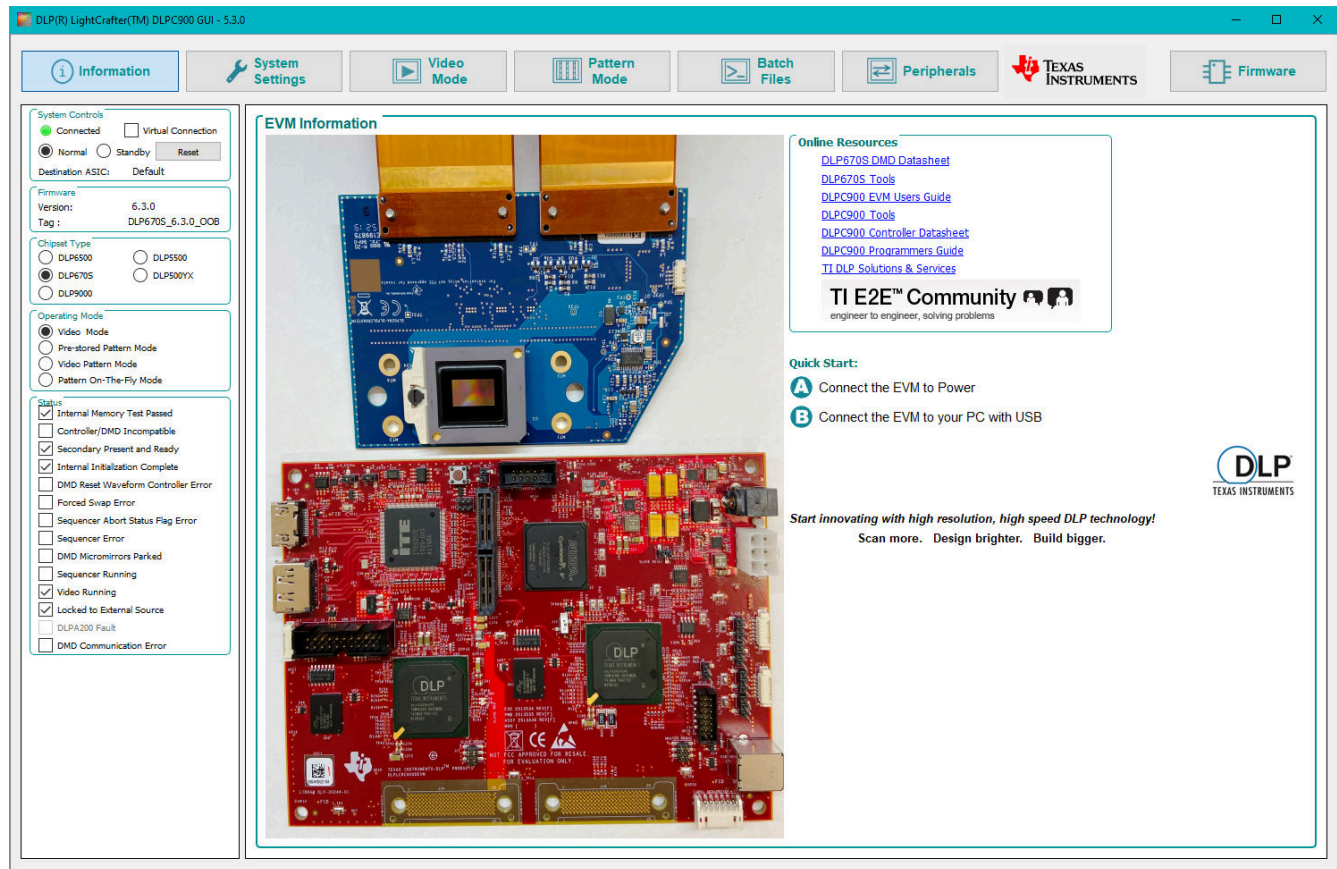 DLP(R) LightCrafter(TM) DLPC900 GUI - 5.3.0
Information
System Settings
Video Mode
Pattern Mode
Batch Files
Peripherals
TEXAS INSTRUMENTS
Firmware
System Controls
Connected
Virtual Connection
Normal
Standby
Reset
Destination ASIC: Default
Firmware
Version: 6.3.0
Tag : DLP670S_6.3.0_OOB
Chipset Type
DLP6500
DLP5500
DLP670S
DLP500YX
DLP9000
Operating Mode
Video Mode
Pre-stored Pattern Mode
Video Pattern Mode
Pattern On-The-Fly Mode
Status
Internal Memory Test Passed
Controller/DMD Incompatible
Secondary Present and Ready
Internal Initialization Complete
DMD Reset Waveform Controller Error
Forced Swap Error
Sequencer Abort Status Flag Error
Sequencer Error
DMD Micromirrors Parked
Sequencer Running
Video Running
Locked to External Source
DLPA200 Fault
DMD Communication Error
EVM Information
iTE
DLP
DLP
NOT FCC APPROVED FOR RESALE
FOR EVALUATION ONLY.
TEXAS INSTRUMENTS-DLP™ PRODUCTS
Online Resources
DLP670S DMD Datasheet
DLP670S Tools
DLPC900 EVM Users Guide
DLPC900 Tools
DLPC900 Controller Datasheet
DLPC900 Programmers Guide
TI DLP Solutions & Services
TI E2E™ Community
engineer to engineer, solving problems
Quick Start:
A Connect the EVM to Power
B Connect the EVM to your PC with USB
DLP
TEXAS INSTRUMENTS
Start innovating with high resolution, high speed DLP technology!
Scan more. Design brighter. Build bigger.